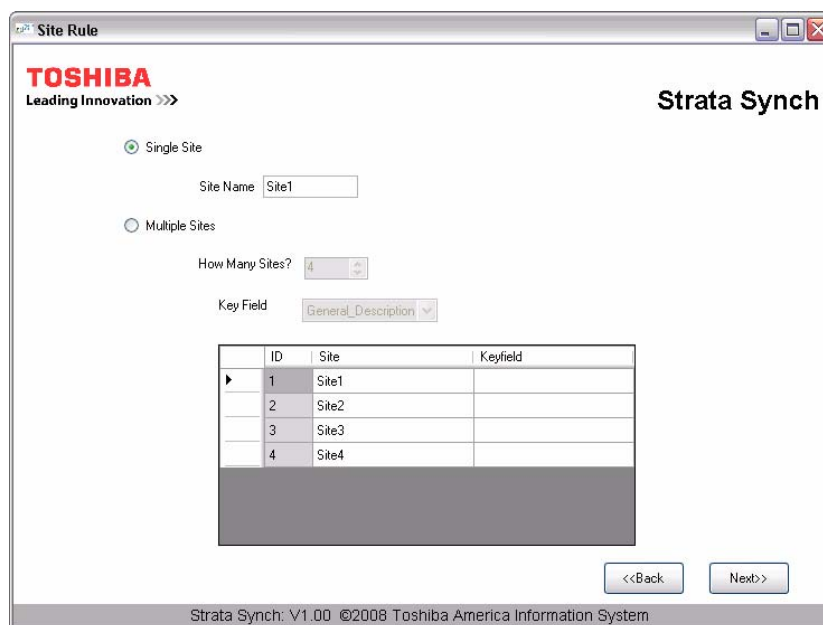 Site Rule
TOSHIBA
Leading Innovation >>>
Strata Synch
Single Site
Site Name Site1
Multiple Sites
How Many Sites? 4
Key Field General_Description
ID Site Keyfield
1 Site1
2 Site2
3 Site3
4 Site4
<<Back Next>>
Strata Synch: V1.00 ©2008 Toshiba America Information System